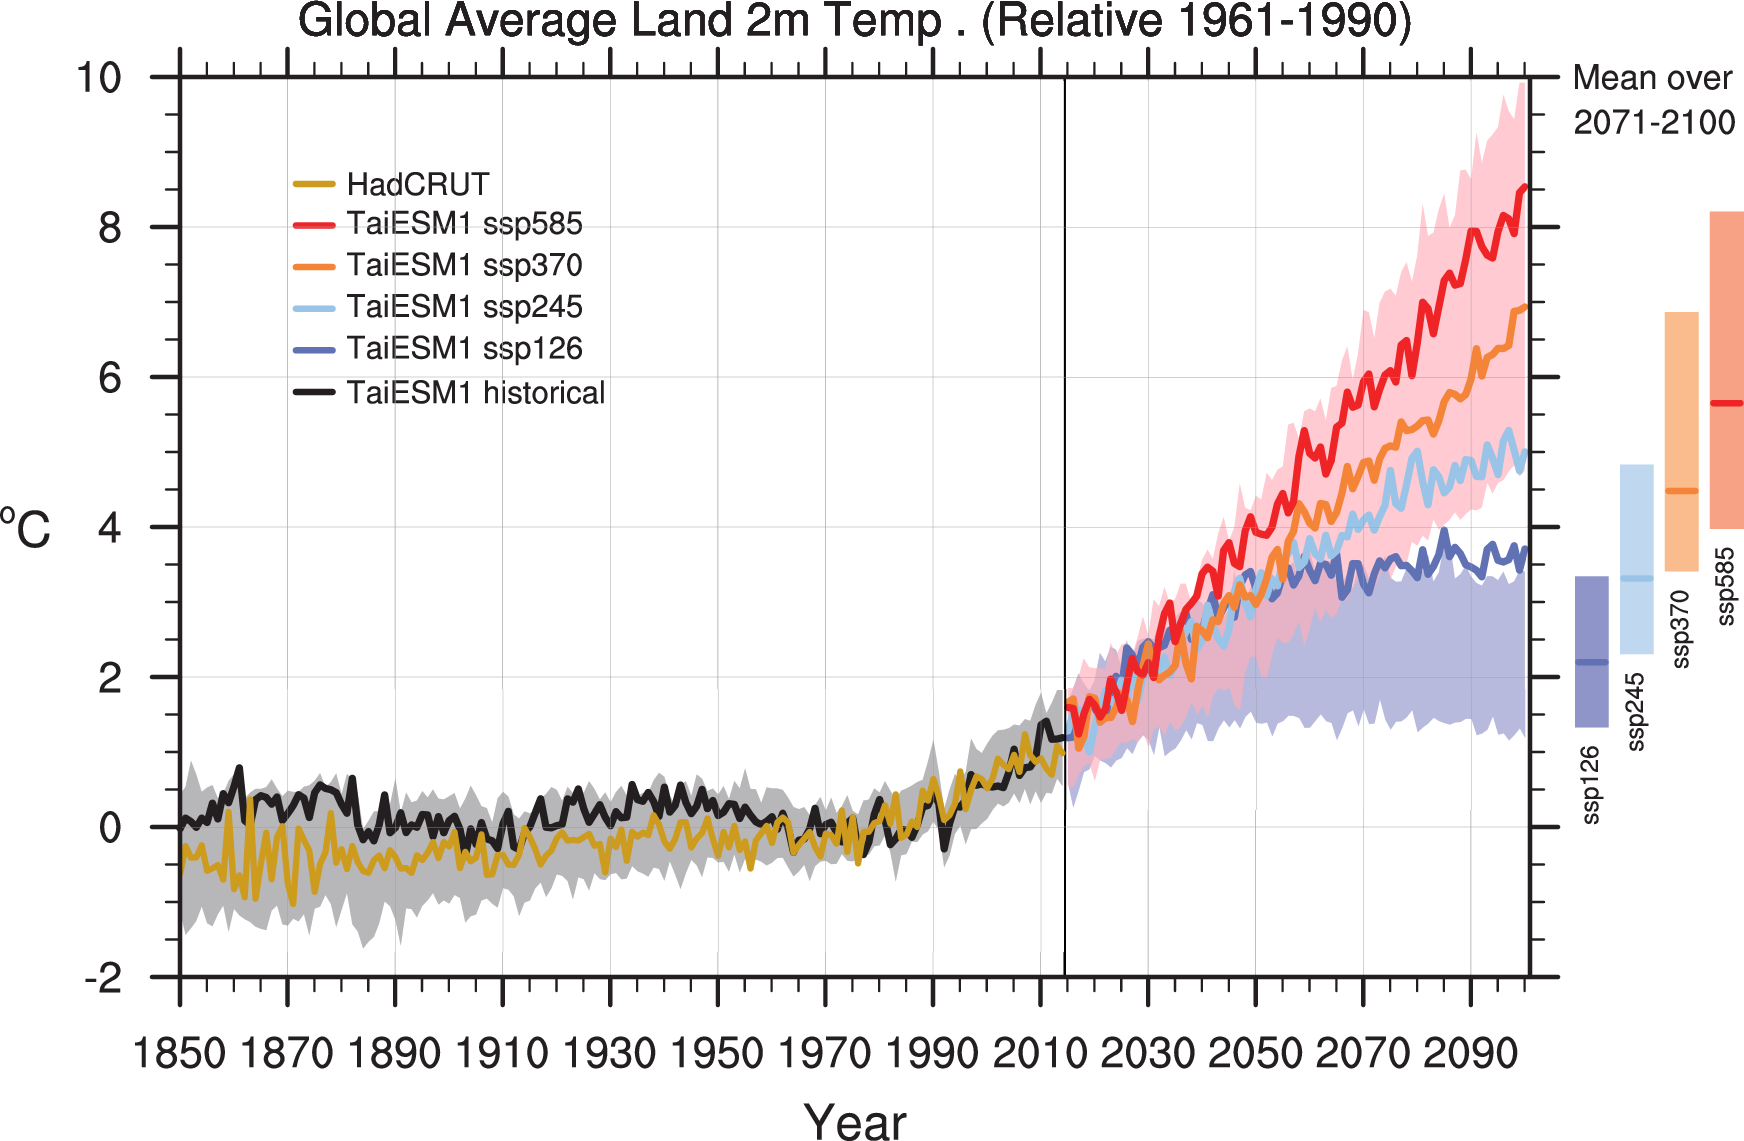 Global Average Land 2m Temp . (Relative 1961-1990)
Mean over
2071-2100
10
8
6
4
2
0
-2
°C
HadCRUT
TaiESM1 ssp585
TaiESM1 ssp370
TaiESM1 ssp245
TaiESM1 ssp126
TaiESM1 historical
ssp126
ssp245
ssp370
ssp585
1850 1870 1890 1910 1930 1950 1970 1990 2010 2030 2050 2070 2090
Year